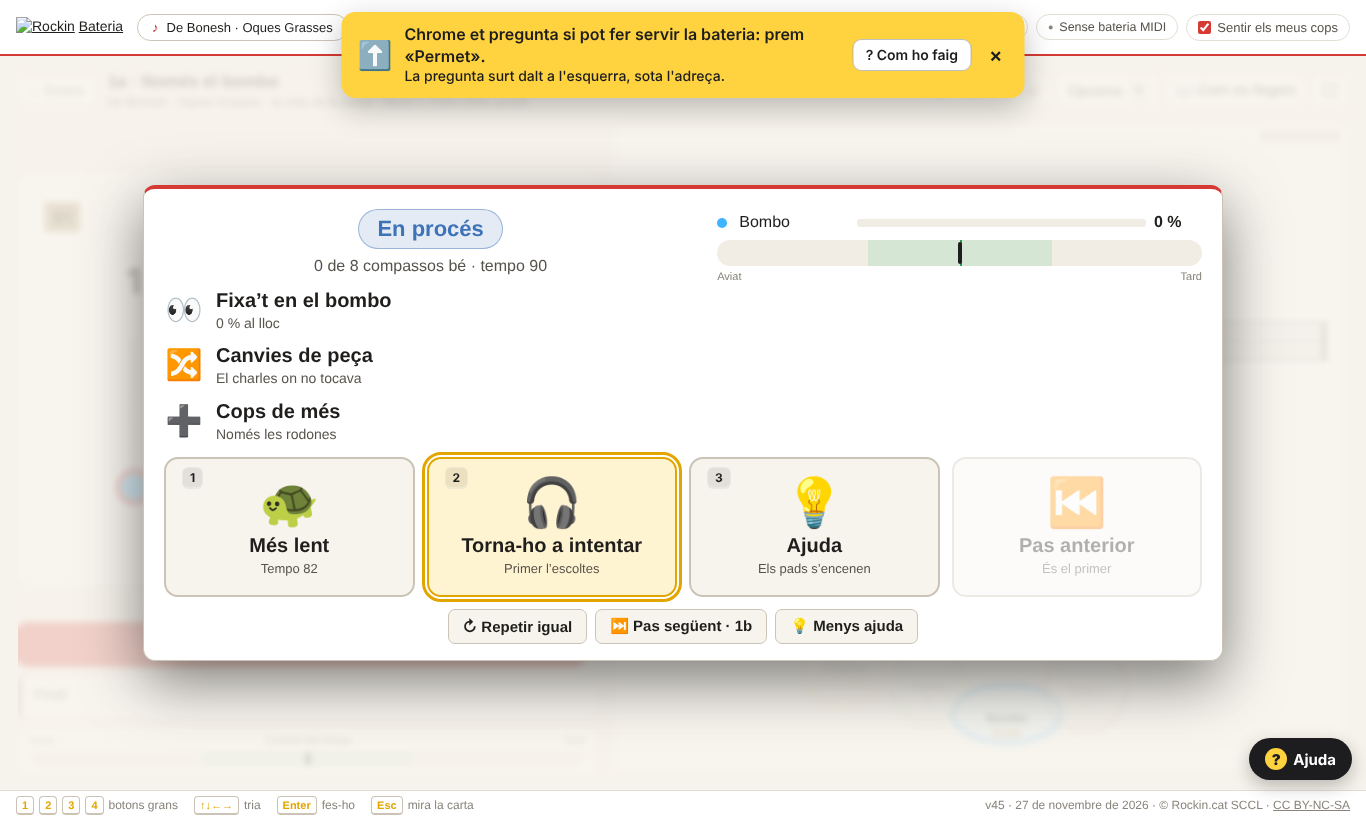 Rockin Bateria
♪ De Bonesh · Oques Grasses
⬆️ Chrome et pregunta si pot fer servir la bateria: prem
«Permet».
La pregunta surt dalt a l'esquerra, sota l'adreça.
? Com ho faig
×
• Sense bateria MIDI
Sentir els meus cops
1a · Només el bombo
En procés
0 de 8 compassos bé · tempo 90
Bombo
0 %
Aviat
Tard
👀 Fixa’t en el bombo
0 % al lloc
🔀 Canvies de peça
El charles on no tocava
➕ Cops de més
Només les rodones
1
🐢
Més lent
Tempo 82
2
🎧
Torna-ho a intentar
Primer l’escoltes
3
💡
Ajuda
Els pads s’encenen
⏮️
Pas anterior
És el primer
↻ Repetir igual
⏭️ Pas següent · 1b
💡 Menys ajuda
? Ajuda
1 2 3 4 botons grans ↑↓←→ tria Enter fes-ho Esc mira la carta
v45 · 27 de novembre de 2026 · © Rockin.cat SCCL · CC BY-NC-SA